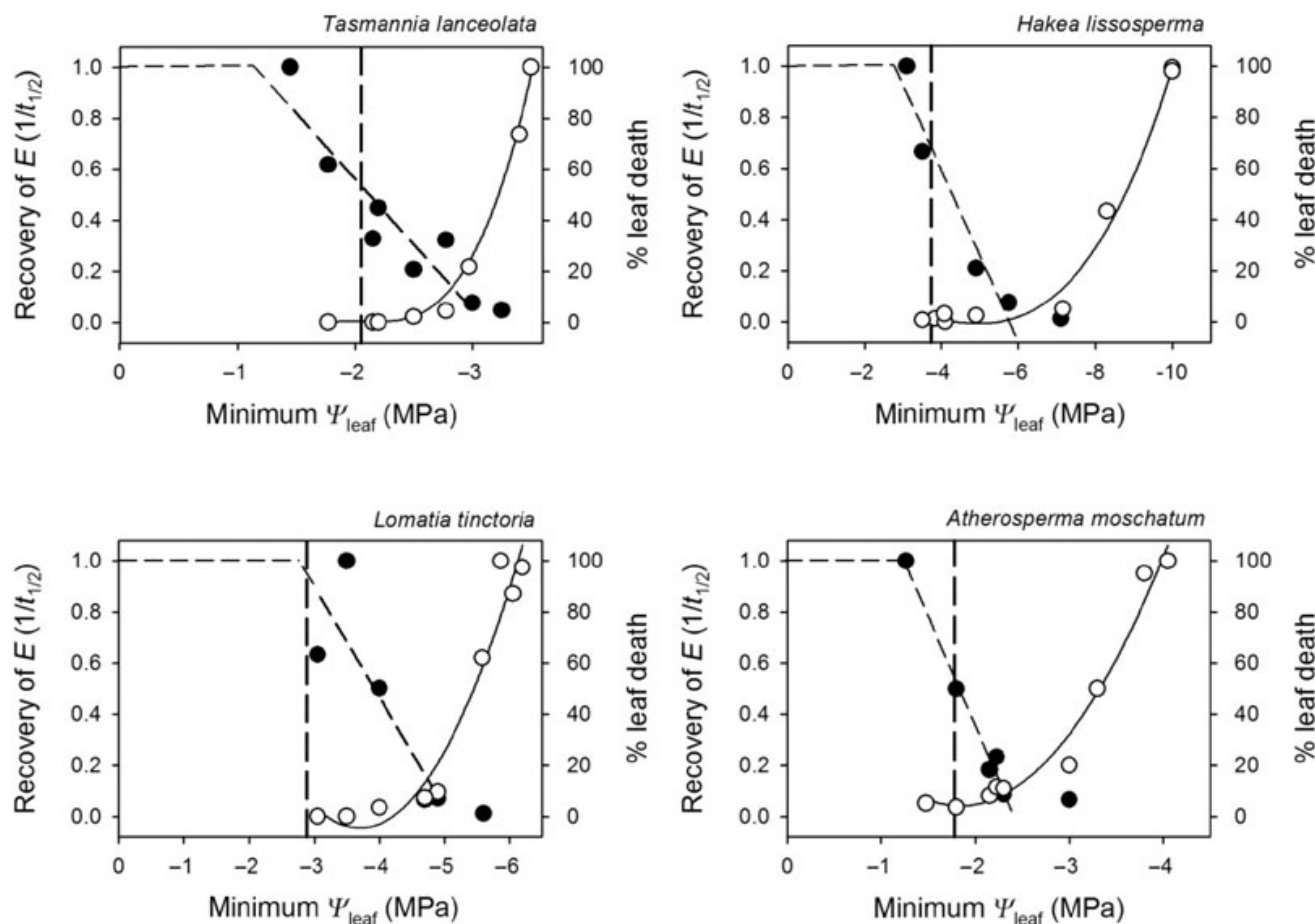 Tasmannia lanceolata
Recovery of E (1/t1/2)
1.0
0.8
0.6
0.4
0.2
0.0
100
80
60
40
20
0
% leaf death
0 –1 –2 –3
Minimum Ψleaf (MPa)
Hakea lissosperma
Recovery of E (1/t1/2)
1.0
0.8
0.6
0.4
0.2
0.0
100
80
60
40
20
0
% leaf death
0 –2 –4 –6 –8 -10
Minimum Ψleaf (MPa)
Lomatia tinctoria
Recovery of E (1/t1/2)
1.0
0.8
0.6
0.4
0.2
0.0
100
80
60
40
20
0
% leaf death
0 –1 –2 –3 –4 –5 –6
Minimum Ψleaf (MPa)
Atherosperma moschatum
Recovery of E (1/t1/2)
1.0
0.8
0.6
0.4
0.2
0.0
100
80
60
40
20
0
% leaf death
0 –1 –2 –3 –4
Minimum Ψleaf (MPa)